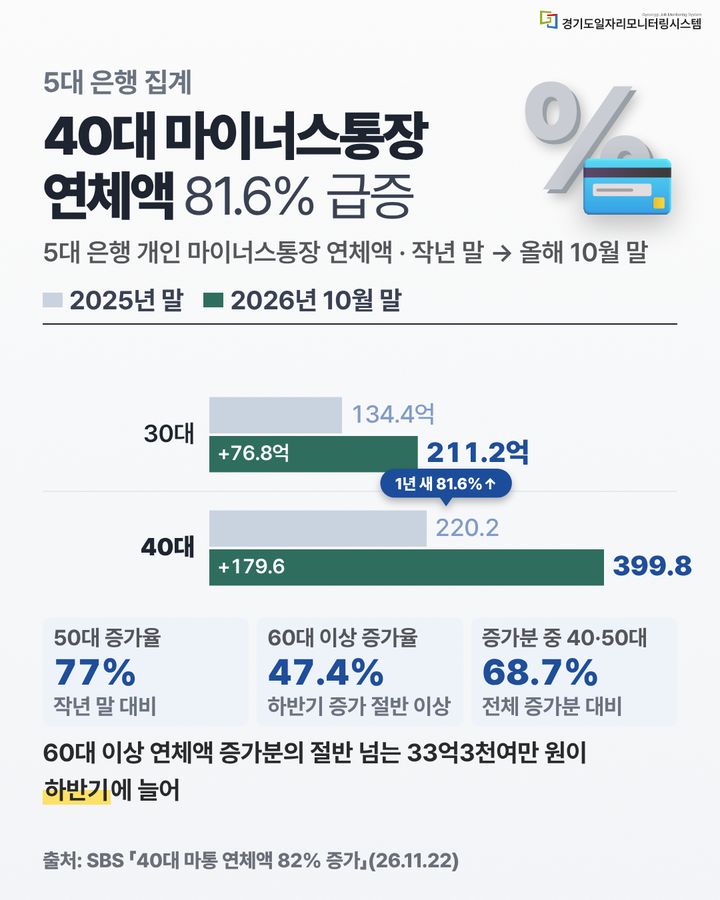 Gyeonggi Job Monitoring System
경기도일자리모니터링시스템
5대 은행 집계
40대 마이너스통장
연체액 81.6% 급증
5대 은행 개인 마이너스통장 연체액 · 작년 말 → 올해 10월 말
2025년 말 2026년 10월 말
30대
134.4억
+76.8억
211.2억
1년 새 81.6%↑
40대
220.2
+179.6
399.8
50대 증가율
77%
작년 말 대비
60대 이상 증가율
47.4%
하반기 증가 절반 이상
증가분 중 40·50대
68.7%
전체 증가분 대비
60대 이상 연체액 증가분의 절반 넘는 33억3천여만 원이
하반기에 늘어
출처: SBS 『40대 마통 연체액 82% 증가』(26.11.22)